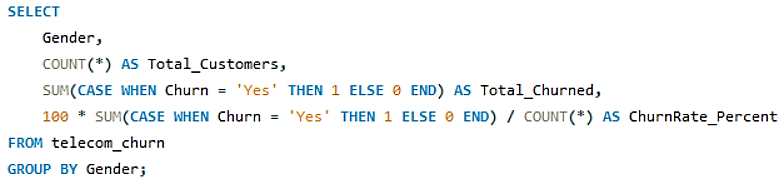 SELECT
    Gender,
    COUNT(*) AS Total_Customers,
    SUM(CASE WHEN Churn = 'Yes' THEN 1 ELSE 0 END) AS Total_Churned,
    100 * SUM(CASE WHEN Churn = 'Yes' THEN 1 ELSE 0 END) / COUNT(*) AS ChurnRate_Percent
FROM telecom_churn
GROUP BY Gender;